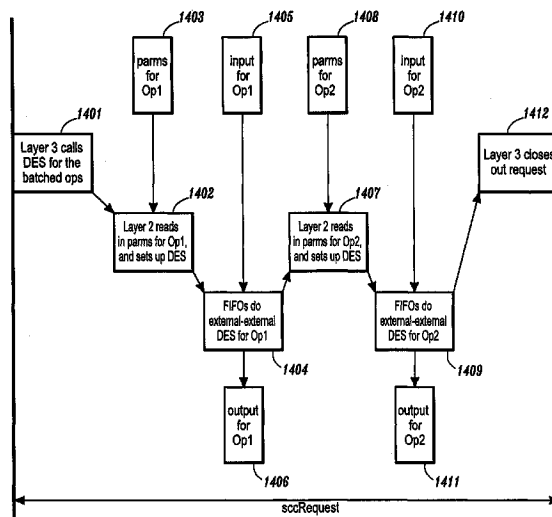 1403
1405
1408
1410
parms
for
Op1
input
for
Op1
parms
for
Op2
input
for
Op2
1401
1412
Layer 3 calls
DES for the
batched ops
Layer 3 closes
out request
1402
1407
Layer 2 reads
in parms for Op1,
and sets up DES
Layer 2 reads
in parms for Op2,
and sets up DES
FIFOs do
external-external
DES for Op1
FIFOs do
external-external
DES for Op2
1404
1409
output
for
Op1
output
for
Op2
1406
1411
sccRequest